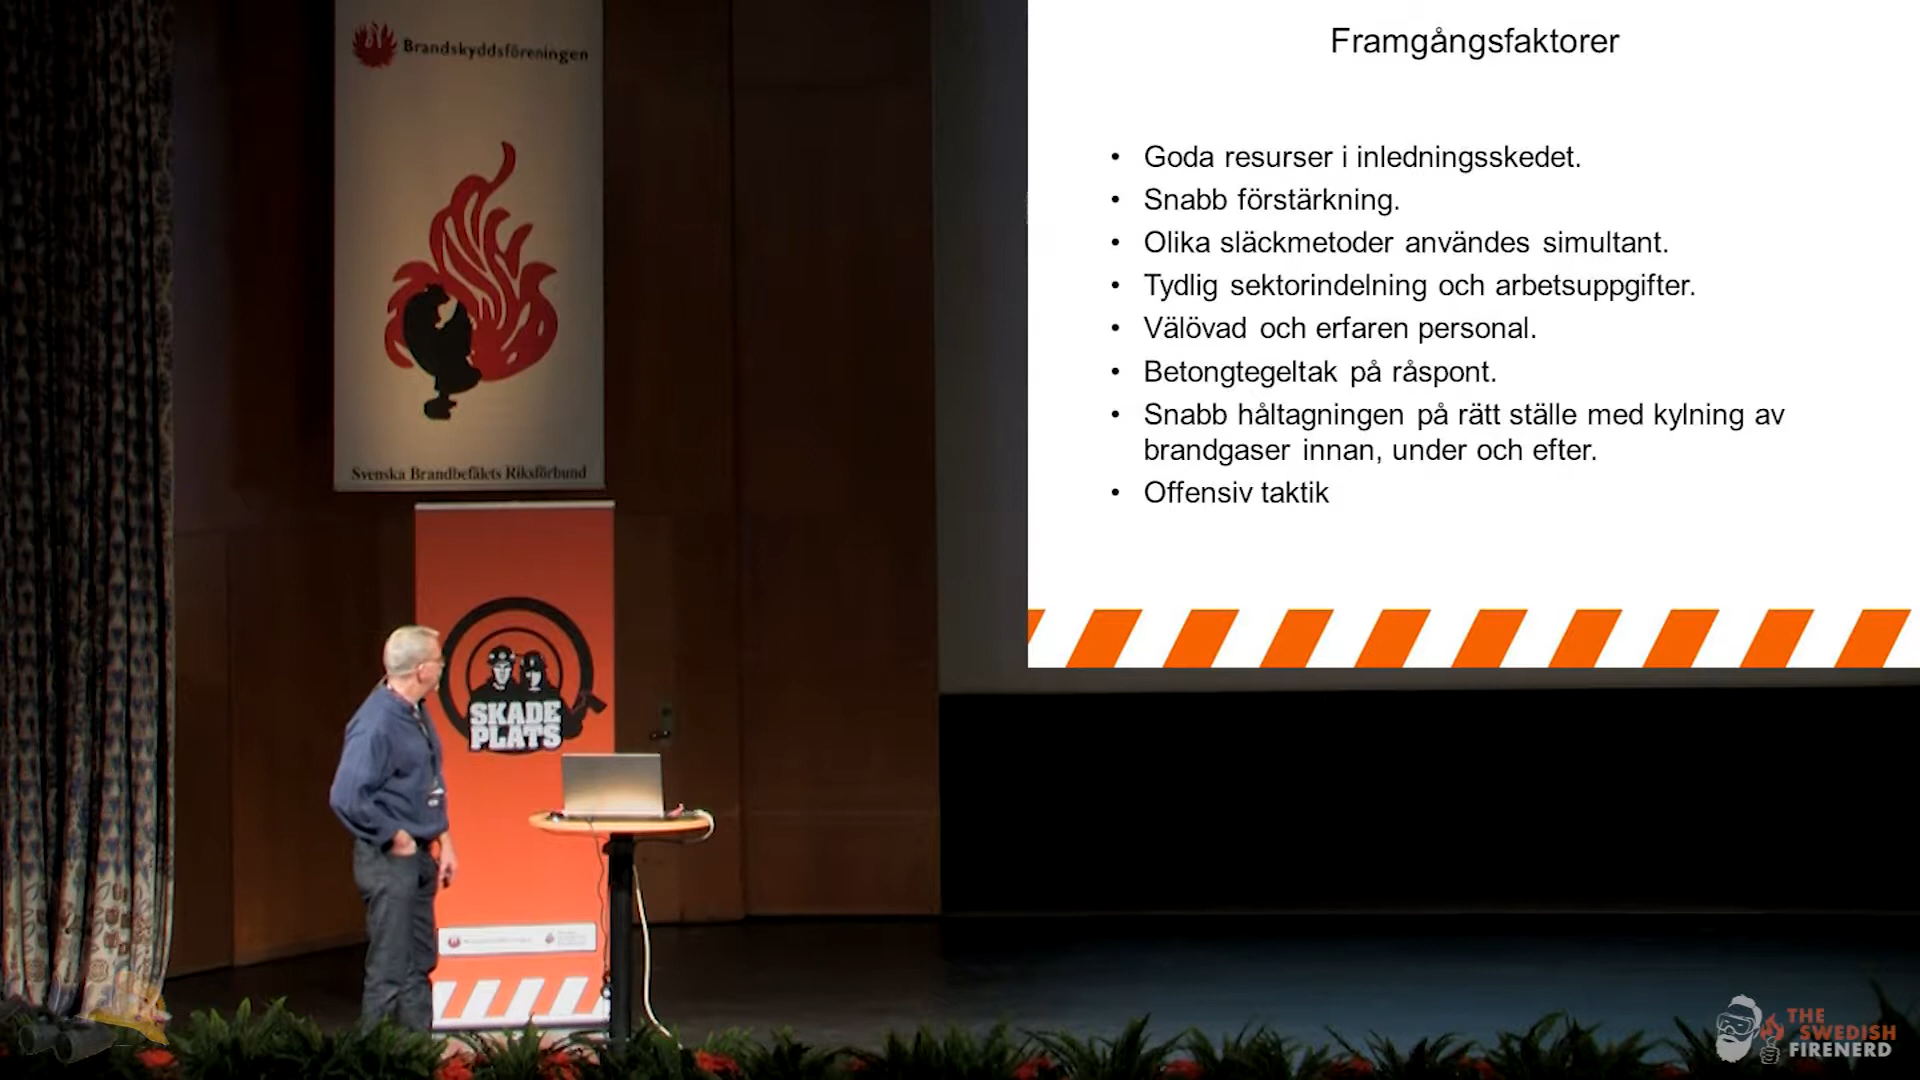 Brandskyddsföreningen
Svenska Brandbefälets Riksförbund
SKADE
PLATS
Framgångsfaktorer
• Goda resurser i inledningsskedet.
• Snabb förstärkning.
• Olika släckmetoder användes simultant.
• Tydlig sektorindelning och arbetsuppgifter.
• Välövad och erfaren personal.
• Betongtegeltak på råspont.
• Snabb håltagningen på rätt ställe med kylning av
brandgaser innan, under och efter.
• Offensiv taktik
THE
SWEDISH
FIRENERD